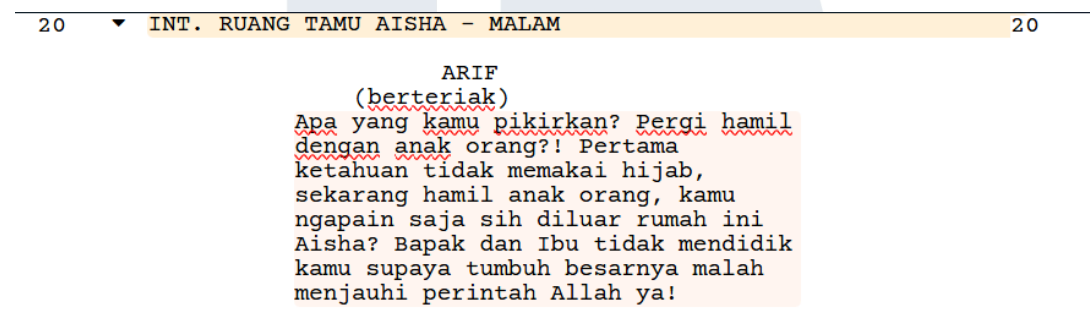 20 ▼ INT. RUANG TAMU AISHA – MALAM 20
ARIF
(berteriak)
Apa yang kamu pikirkan? Pergi hamil
dengan anak orang?! Pertama
ketahuan tidak memakai hijab,
sekarang hamil anak orang, kamu
ngapain saja sih diluar rumah ini
Aisha? Bapak dan Ibu tidak mendidik
kamu supaya tumbuh besarnya malah
menjauhi perintah Allah ya!